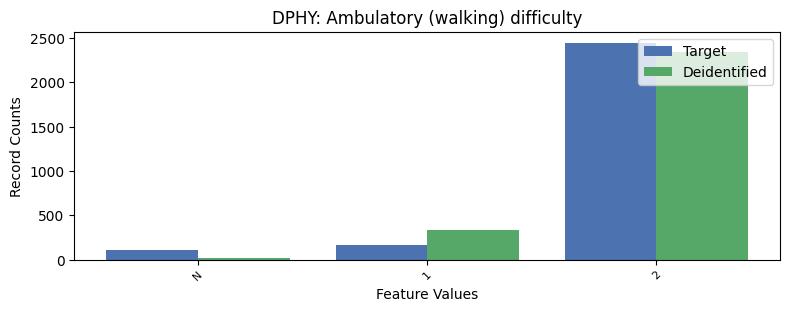 DPHY: Ambulatory (walking) difficulty
2500
2000
1500
1000
500
0
Record Counts
Target
Deidentified
N
1
2
Feature Values